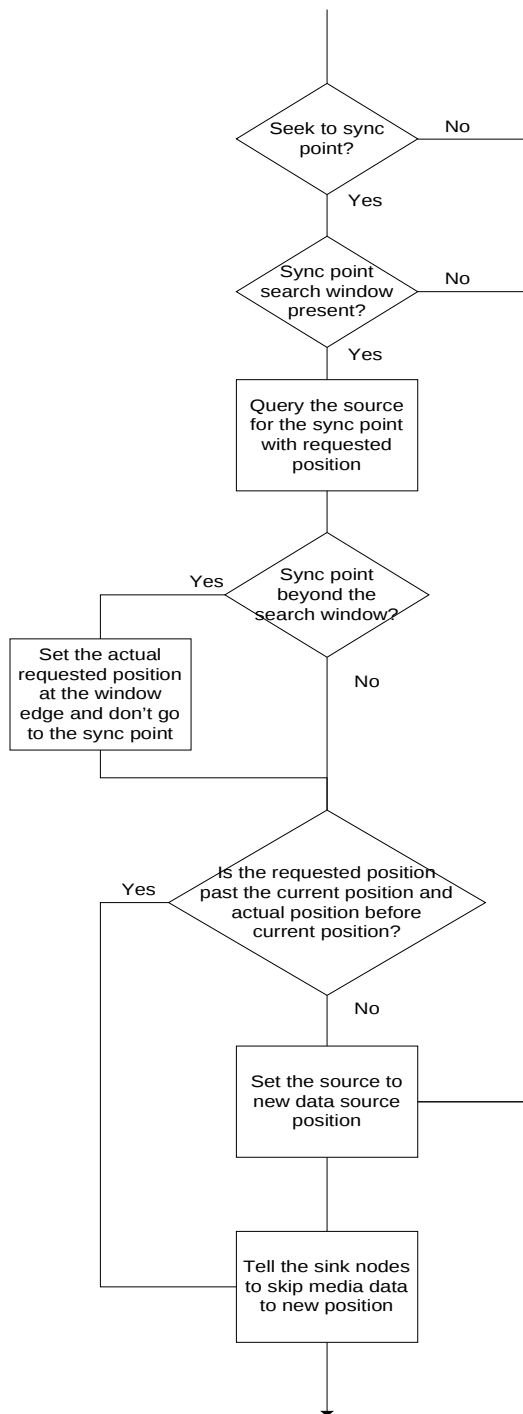 Seek to sync
point?
No
Yes
Sync point
search window
present?
No
Yes
Query the source
for the sync point
with requested
position
Yes
Sync point
beyond the
search window?
No
Set the actual
requested position
at the window
edge and don't go
to the sync point
Is the requested position
past the current position and
actual position before
current position?
Yes
No
Set the source to
new data source
position
Tell the sink nodes
to skip media data
to new position